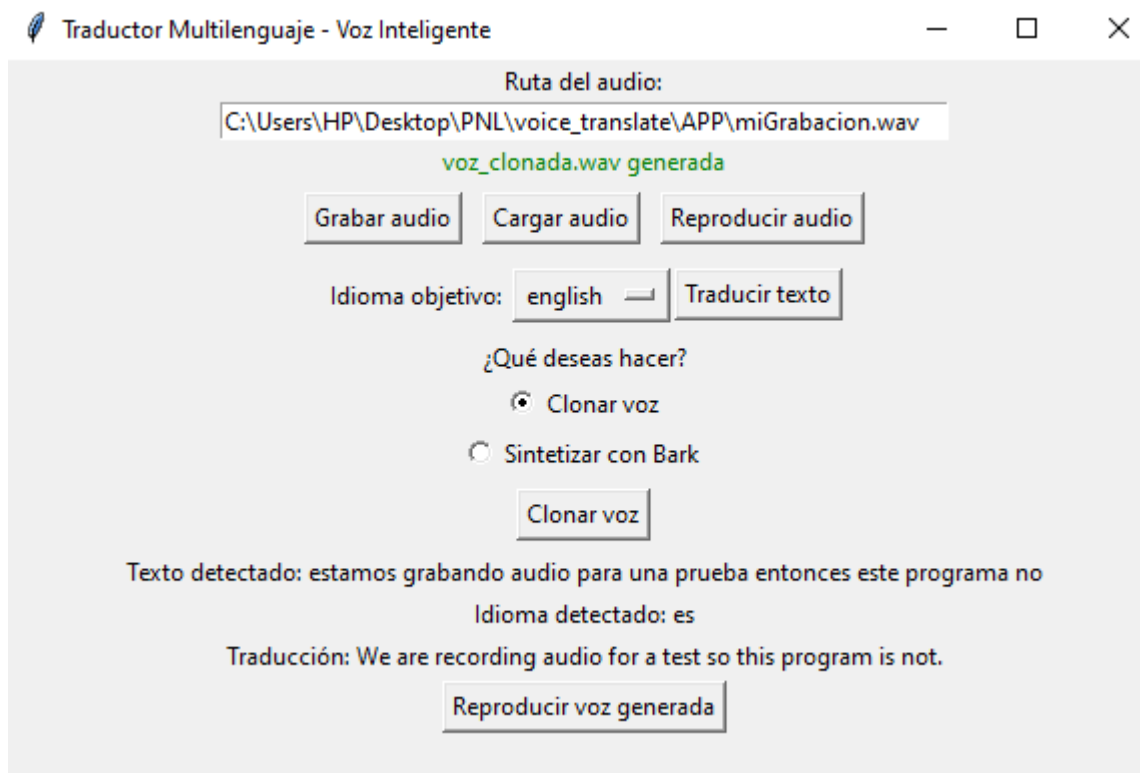 Traductor Multilenguaje - Voz Inteligente
Ruta del audio:
C:\Users\HP\Desktop\PNL\voice_translate\APP\miGrabacion.wav
voz_clonada.wav generada
Grabar audio Cargar audio Reproducir audio
Idioma objetivo: english Traducir texto
¿Qué deseas hacer?
Clonar voz
Sintetizar con Bark
Clonar voz
Texto detectado: estamos grabando audio para una prueba entonces este programa no
Idioma detectado: es
Traducción: We are recording audio for a test so this program is not.
Reproducir voz generada